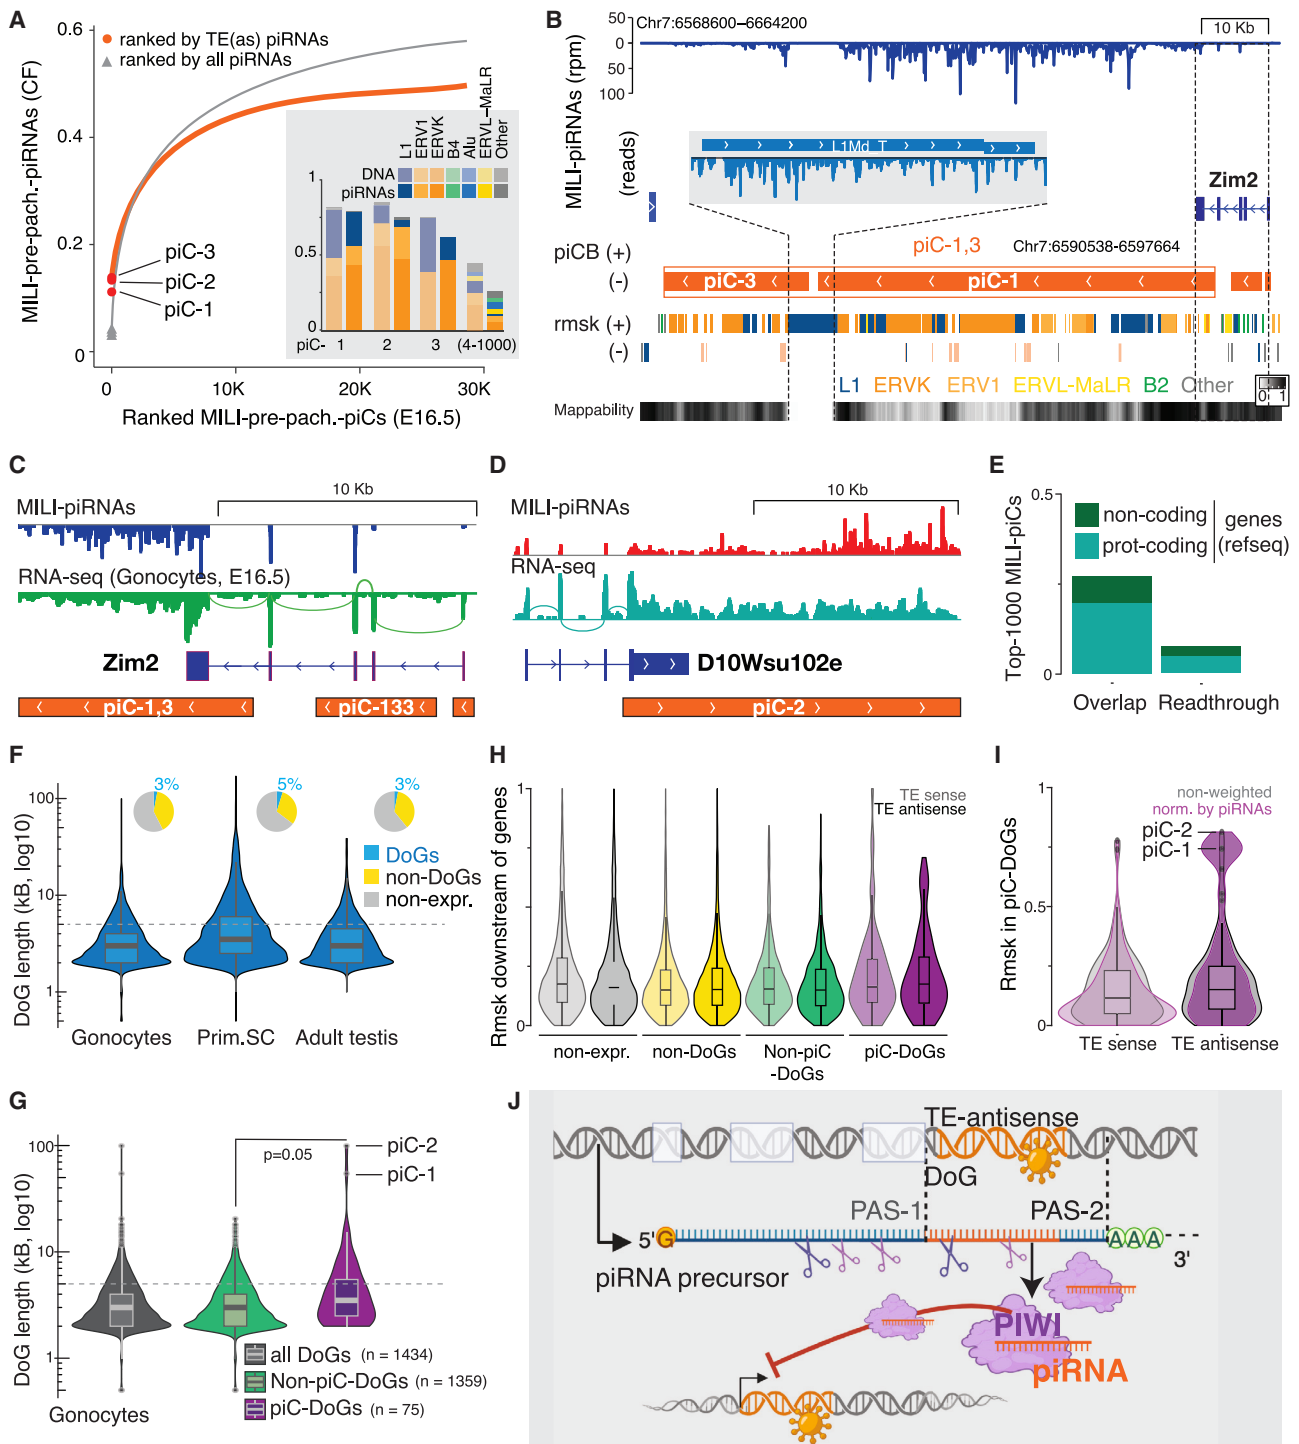 A
0.6
0.4
0.2
0
MILI-pre-pach.-piRNAs (CF)
ranked by TE(as) piRNAs
ranked by all piRNAs
piC-3
piC-2
piC-1
L1
ERV1
ERVK
B4
Alu
ERVL-MaLR
Other
DNA
piRNAs
1
0.5
0
piC- 1 2 3 (4-1000)
0 10K 20K 30K
Ranked MILI-pre-pach.-piCs (E16.5)
B
50
0
50
100
MILI-piRNAs (rpm)
(reads)
Chr7:6568600–6664200
10 Kb
L1Md_T
Zim2
piC-1,3
Chr7:6590538-6597664
piCB (+)
(-)
piC-3
piC-1
rmsk (+)
(-)
L1 ERVK ERV1 ERVL-MaLR B2 Other
Mappability
0 1
C
10 Kb
MILI-piRNAs
RNA-seq (Gonocytes, E16.5)
Zim2
piC-1,3
piC-133
D
10 Kb
MILI-piRNAs
RNA-seq
D10Wsu102e
piC-2
E
0.5
0
Top-1000 MILI-piCs
non-coding
prot-coding
genes
(refseq)
Overlap Readthrough
F
100
10
1
DoG length (kB, log10)
3%
5%
3%
DoGs
non-DoGs
non-expr.
Gonocytes Prim.SC Adult testis
H
1
0
Rmsk downstream of genes
TE sense
TE antisense
non-expr. non-DoGs Non-piC
-DoGs piC-DoGs
I
1
0.5
0
Rmsk in piC-DoGs
non-weighted
norm. by piRNAs
piC-2
piC-1
TE sense TE antisense
G
100
10
1
DoG length (kB, log10)
p=0.05
piC-2
piC-1
all DoGs (n = 1434)
Non-piC-DoGs (n = 1359)
piC-DoGs (n = 75)
Gonocytes
J
TE-antisense
DoG
PAS-1
PAS-2
5' G
AAA
3'
piRNA precursor
PIWI
piRNA